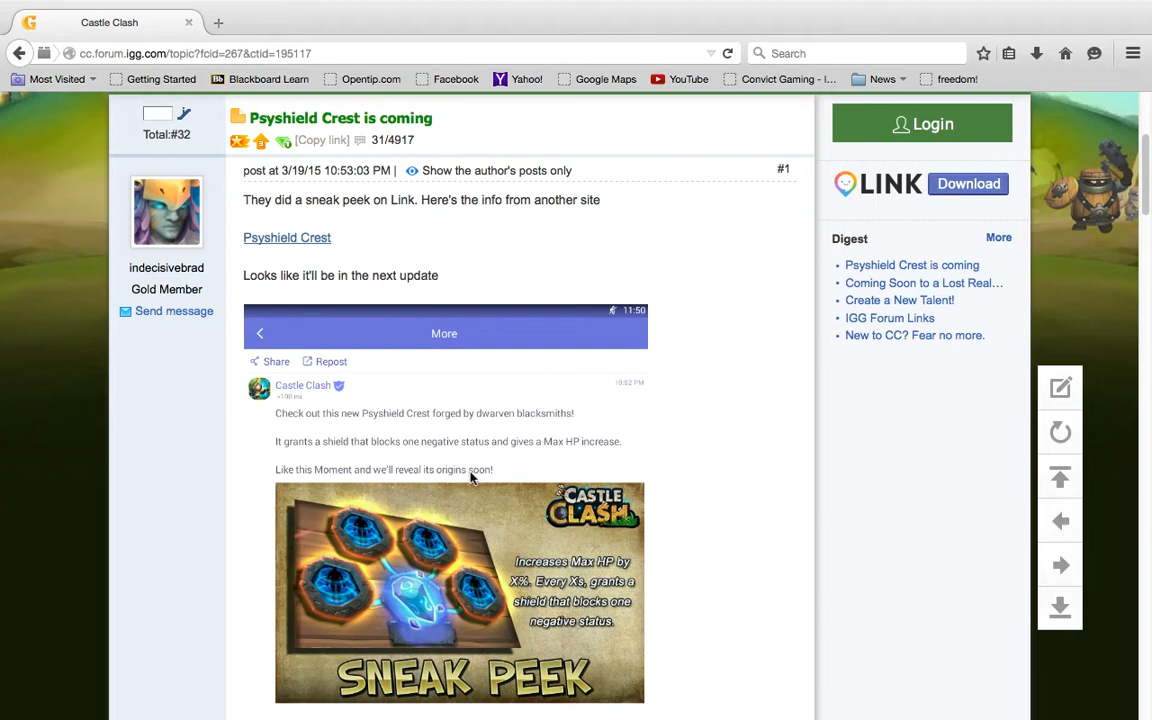 Castle Clash
cc.forum.igg.com/topic?fcid=267&ctid=195117
Search
Most Visited
Getting Started
Bb Blackboard Learn
Opentip.com
Facebook
Yahoo!
Google Maps
YouTube
Convict Gaming - I...
News
freedom!
Total:#32
Psyshield Crest is coming
[Copy link] 31/4917
post at 3/19/15 10:53:03 PM | Show the author's posts only
#1
indecisivebrad
Gold Member
Send message
They did a sneak peek on Link. Here's the info from another site
Psyshield Crest
Looks like it'll be in the next update
11:50
More
Share Repost
Castle Clash
>100 mi
10:52 PM
Check out this new Psyshield Crest forged by dwarven blacksmiths!
It grants a shield that blocks one negative status and gives a Max HP increase.
Like this Moment and we'll reveal its origins soon!
CASTLE
CLASH
Increases Max HP by
X%. Every Xs, grants a
shield that blocks one
negative status.
SNEAK PEEK
Login
LINK Download
Digest
More
Psyshield Crest is coming
Coming Soon to a Lost Real...
Create a New Talent!
IGG Forum Links
New to CC? Fear no more.